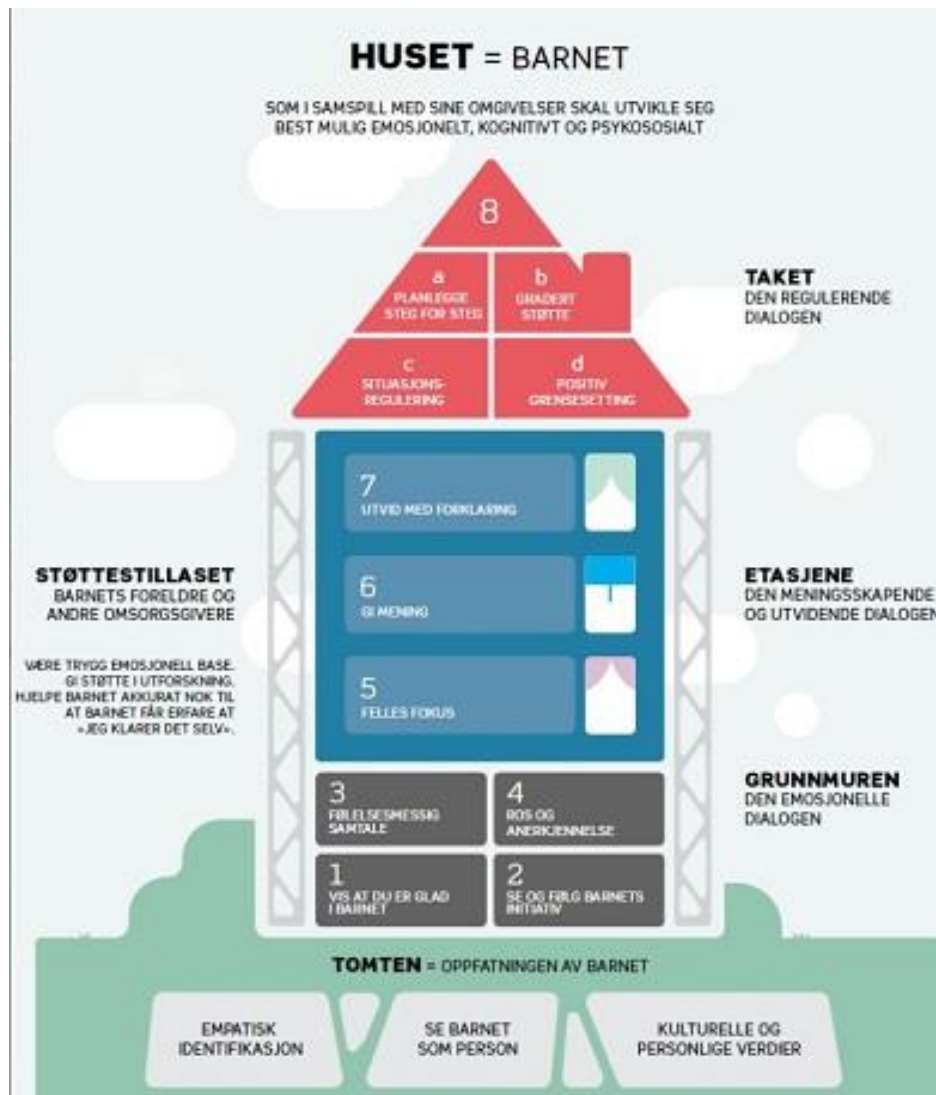 HUSET = BARNET
SOM I SAMSPILL MED SINE OMGIVELSER SKAL UTVIKLE SEG
BEST MULIG EMOSJONELT, KOGNITIVT OG PSYKOSOSIALT
8
a
PLANLEGGE
STEG FOR STEG
b
GRADERT
STØTTE
TAKET
DEN REGULERENDE
DIALOGEN
c
SITUASJONS-
REGULERING
d
POSITIV
GRENSESETTING
7
UTVID MED FORKLARING
STØTTESTILLASET
BARNETS FORELDRE OG
ANDRE OMSORGSGIVERE
VÆRE TRYGG EMOSJONELL BASE.
GI STØTTE I UTFORSKNING.
HJELPE BARNET AKKURAT NOK TIL
AT BARNET FÅR ERFARE AT
«JEG KLARER DET SELV».
6
GI MENING
ETASJENE
DEN MENINGSSKAPENDE
OG UTVIDENDE DIALOGEN
5
FELLES FOKUS
3
FØLELSESMESSIG
SAMTALE
4
ROS OG
ANERKJENNELSE
GRUNNMUREN
DEN EMOSJONELLE
DIALOGEN
1
VIS AT DU ER GLAD
I BARNET
2
SE OG FØLG BARNETS
INITIATIV
TOMTEN = OPPFATNINGEN AV BARNET
EMPATISK
IDENTIFIKASJON
SE BARNET
SOM PERSON
KULTURELLE OG
PERSONLIGE VERDIER